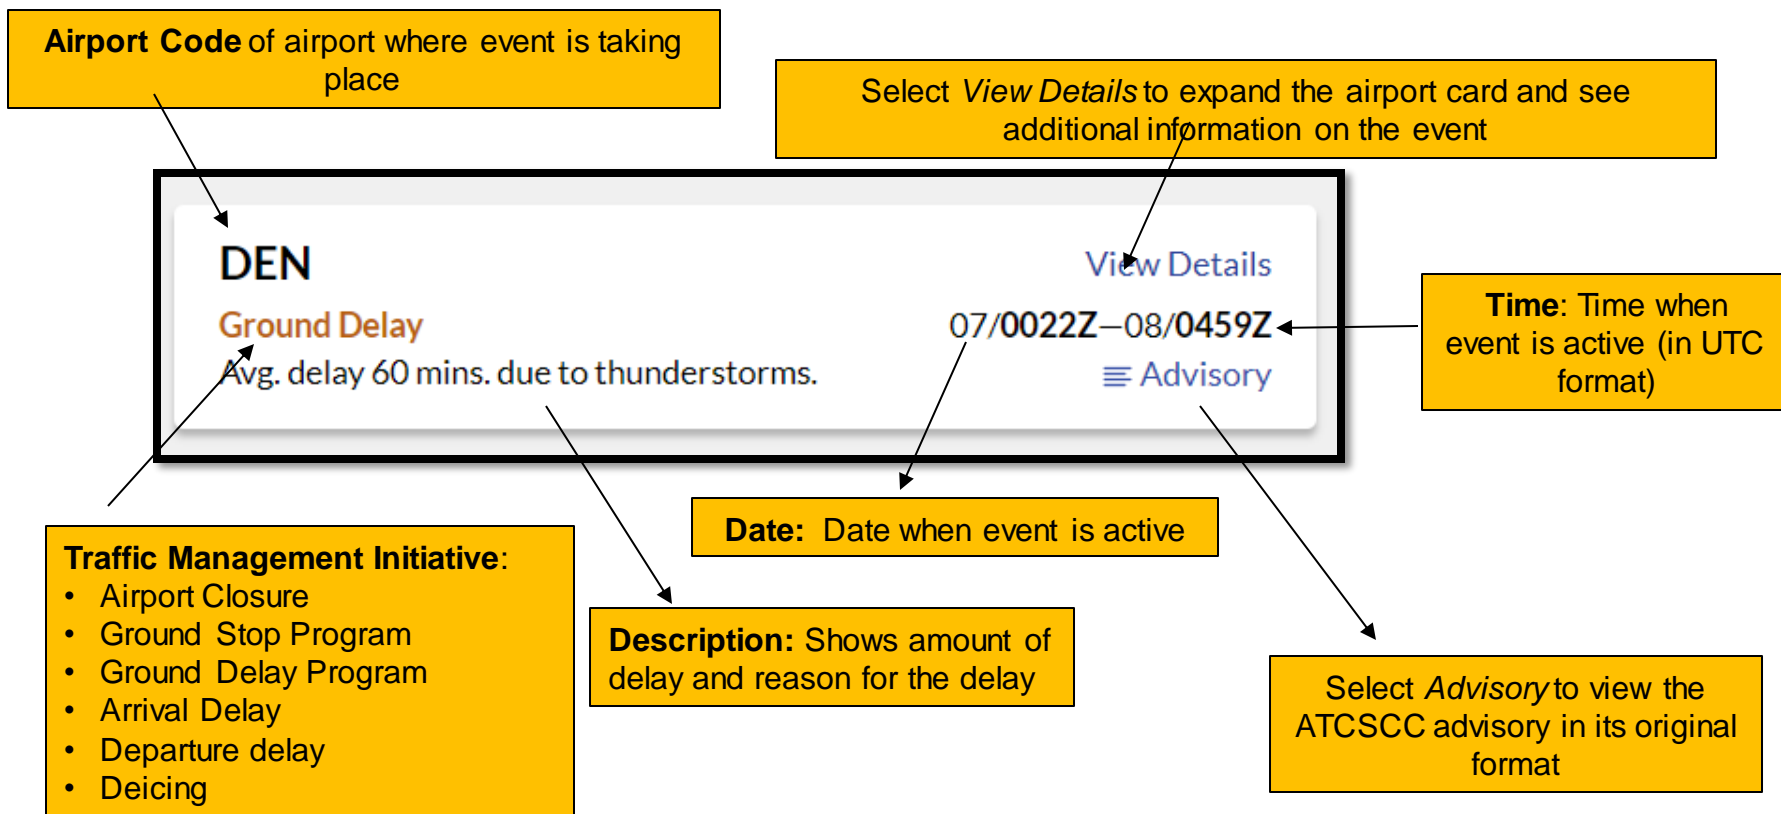 Airport Code of airport where event is taking
place
Select View Details to expand the airport card and see
additional information on the event
DEN
View Details
Ground Delay
07/0022Z–08/0459Z
Avg. delay 60 mins. due to thunderstorms.
Advisory
Time: Time when
event is active (in UTC
format)
Date: Date when event is active
Traffic Management Initiative:
• Airport Closure
• Ground Stop Program
• Ground Delay Program
• Arrival Delay
• Departure delay
• Deicing
Description: Shows amount of
delay and reason for the delay
Select Advisory to view the
ATCSCC advisory in its original
format